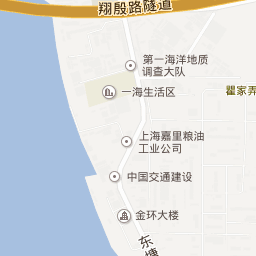 翔殷路隧道
第一海洋地质
调查大队
一海生活区
瞿家弄
上海嘉里粮油
工业公司
中国交通建设
金环大楼
东塘